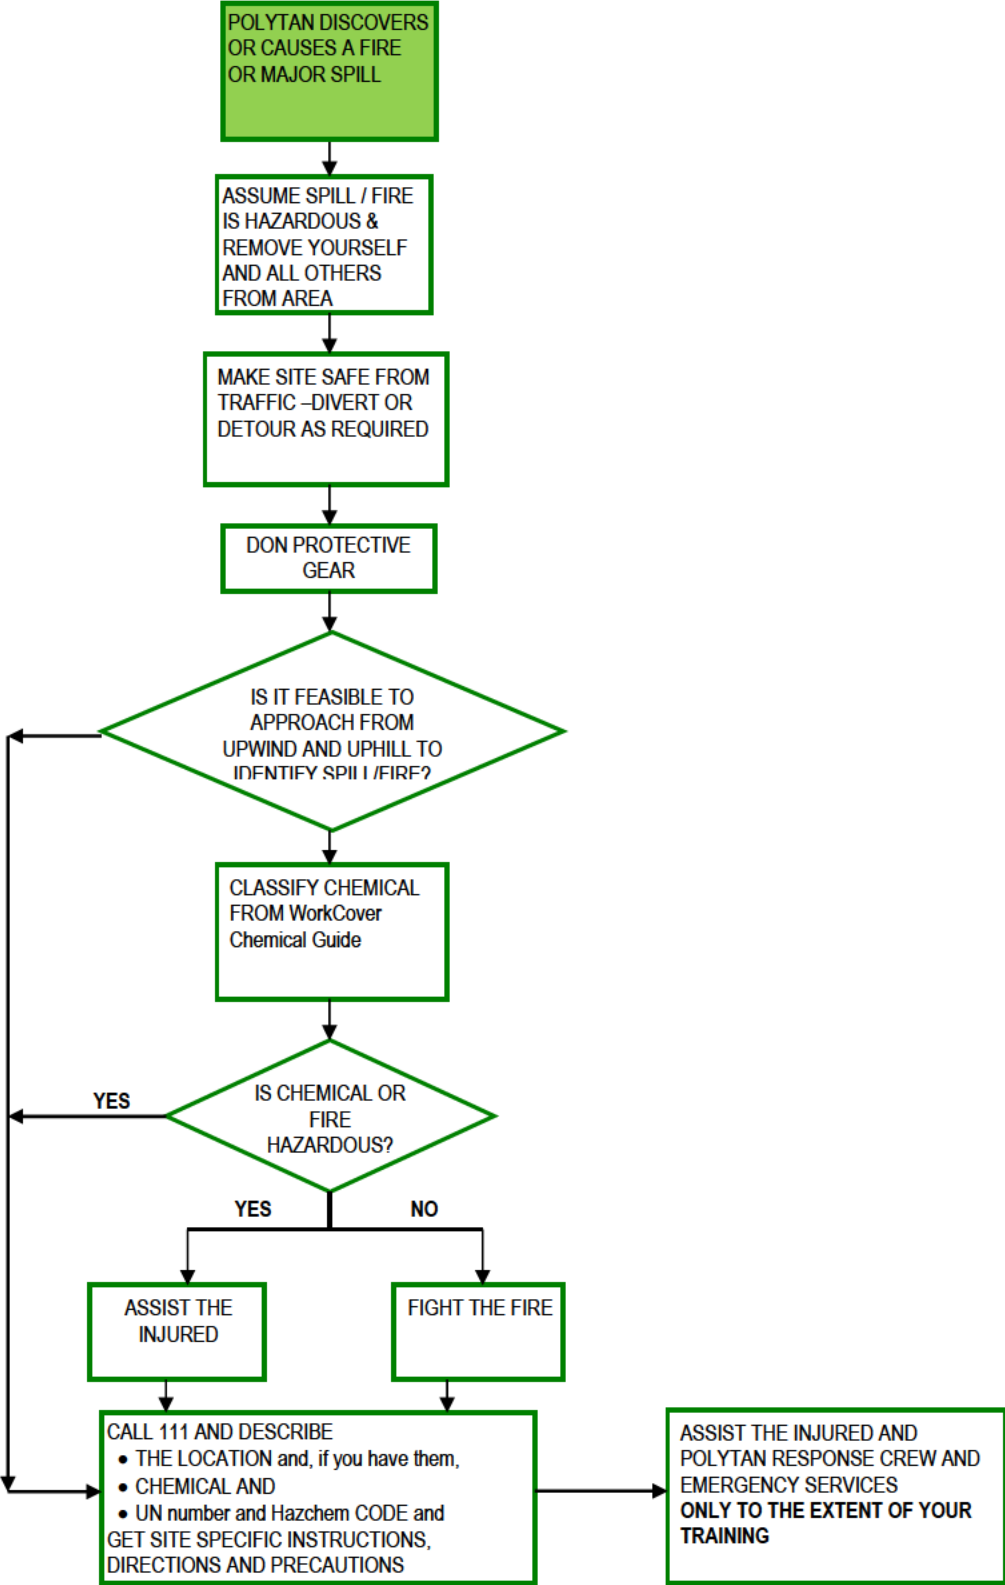 POLYTAN DISCOVERS
OR CAUSES A FIRE
OR MAJOR SPILL
ASSUME SPILL / FIRE
IS HAZARDOUS &
REMOVE YOURSELF
AND ALL OTHERS
FROM AREA
MAKE SITE SAFE FROM
TRAFFIC –DIVERT OR
DETOUR AS REQUIRED
DON PROTECTIVE
GEAR
IS IT FEASIBLE TO
APPROACH FROM
UPWIND AND UPHILL TO
IDENTIFY SPILL/FIRE?
CLASSIFY CHEMICAL
FROM WorkCover
Chemical Guide
YES
IS CHEMICAL OR
FIRE
HAZARDOUS?
YES
NO
ASSIST THE
INJURED
FIGHT THE FIRE
CALL 111 AND DESCRIBE
• THE LOCATION and, if you have them,
• CHEMICAL AND
• UN number and Hazchem CODE and
GET SITE SPECIFIC INSTRUCTIONS,
DIRECTIONS AND PRECAUTIONS
ASSIST THE INJURED AND
POLYTAN RESPONSE CREW AND
EMERGENCY SERVICES
ONLY TO THE EXTENT OF YOUR
TRAINING